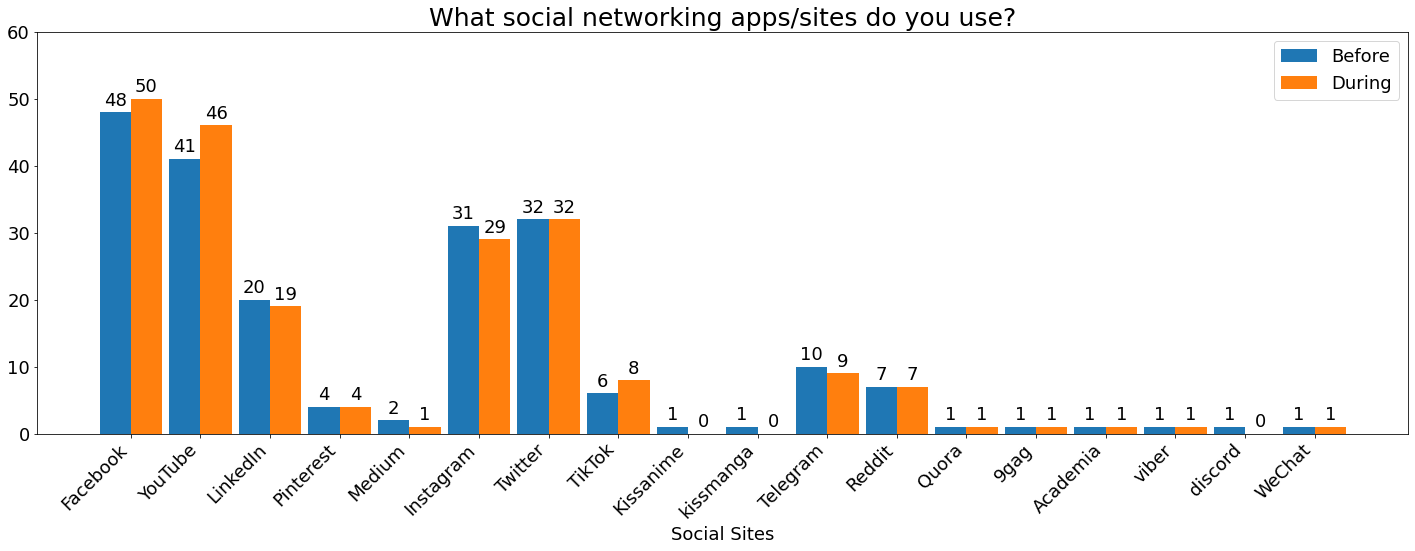 What social networking apps/sites do you use?
Before
During
60
50
40
30
20
10
0
48 50
41 46
20 19
4 4
2 1
31 29
32 32
6 8
1 0
1 0
10 9
7 7
1 1
1 1
1 1
1 1
1 0
1 1
Facebook
YouTube
LinkedIn
Pinterest
Medium
Instagram
Twitter
TikTok
Kissanime
kissmanga
Telegram
Reddit
Quora
9gag
Academia
viber
discord
WeChat
Social Sites